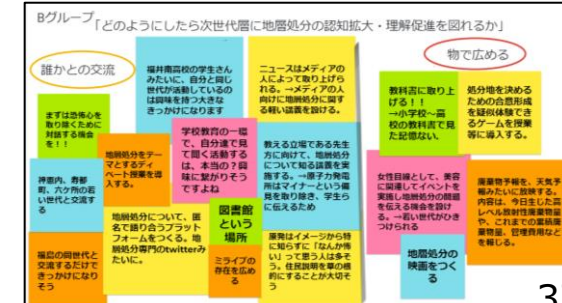 Bグループ
「どのようにしたら次世代層に地層処分の認知拡大・理解促進を図れるか」
誰かとの交流
物で広める
まずは恐怖心を
取り除くために
対話する機会
を！！
神恵内、寿都
町、六ケ所の若
い世代と交流す
る
福島の同世代と
交流するだけで
きっかけになり
そう
地層処分をテー
マとするディ
ベート授業を導
入する。
福井南高校の学生さん
みたいに、自分と同じ
世代が活動しているの
は興味を持つ大きな
きっかけになります
学校教育の一環
で、自分達で見
て聞く活動する
は、本当の？興
味に繋がりそう
ですよね
地層処分について、匿
名で語り合うプラット
フォームをつくる。地
層処分専門のtwitterみ
たいに。
図書館
という
場所
ミライブの
存在を広め
る
ニュースはメディアの
人によって取り上げら
れる。→メディアの人
向けに地層処分に関す
る軽い講義を設ける。
教える立場である先生
方に向けて、地層処分
について知る講義を実
施する。→原子力発電
所はマイナーという偏
見を取り除き、学生ら
に伝えるため
原発はイメージから特
に知らずに「なんか怖
い」って思う人は多そ
う。住民説明を草の根
的にすることが大切そ
う
教科書に取り上
げる！！
→小学校～高
校の教科書で見
た記憶ない。
処分地を決める
ための合意形成
を疑似体験でき
るゲームを授業
等に導入する。
女性目線として、美容
に関連してイベントを
実施し地層処分の問題
を伝える機会を設け
る。→若い世代がひき
つけられる
地層処分の
映画をつく
る
廃棄物予報を、天気予
報みたいに放映する。
内容は、今日生じた高
レベル放射性廃棄物量
や、これまでの累積廃
棄物量、管理費用など
を報じる。